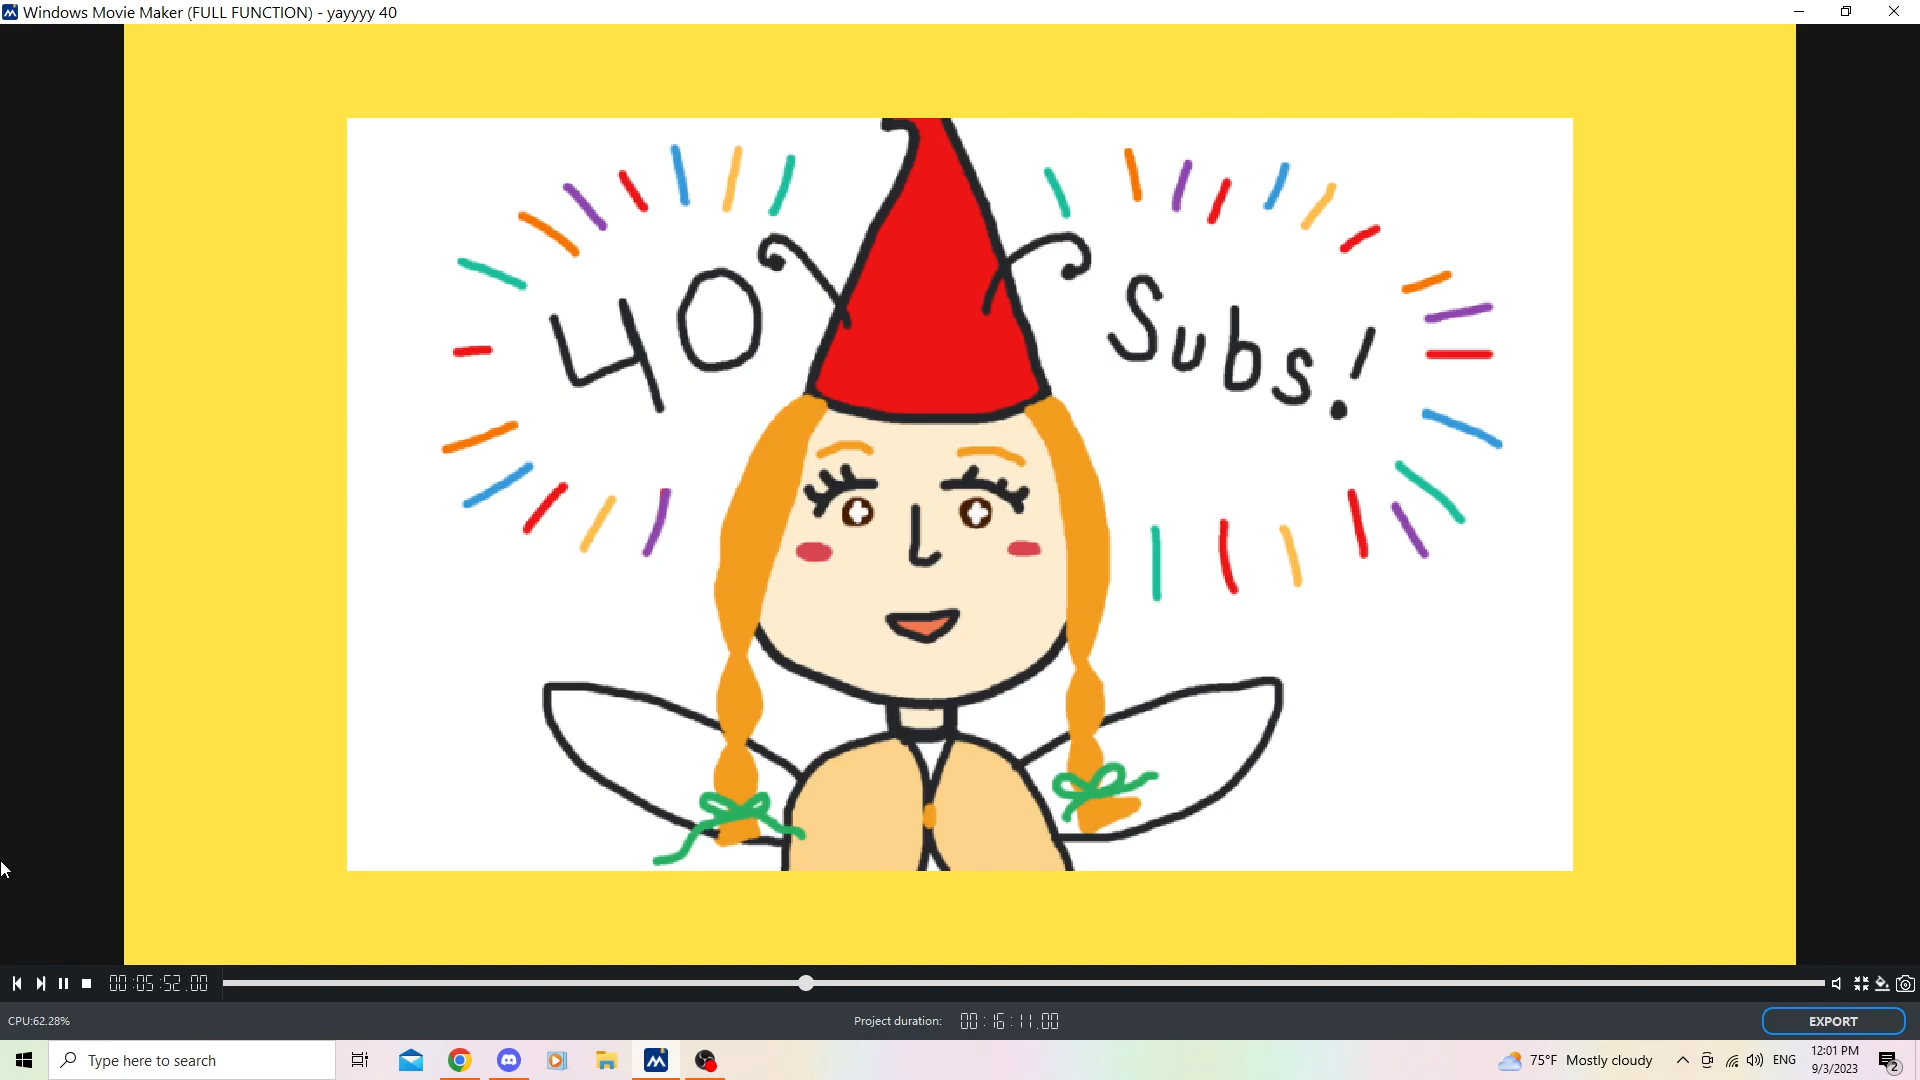 Windows Movie Maker (FULL FUNCTION) - yayyyy 40
40 Subs!
00:05:52.00
CPU:62.28%
Project duration: 00:16:11.00
EXPORT
Type here to search
75°F Mostly cloudy
ENG
12:01 PM
9/3/2023
2